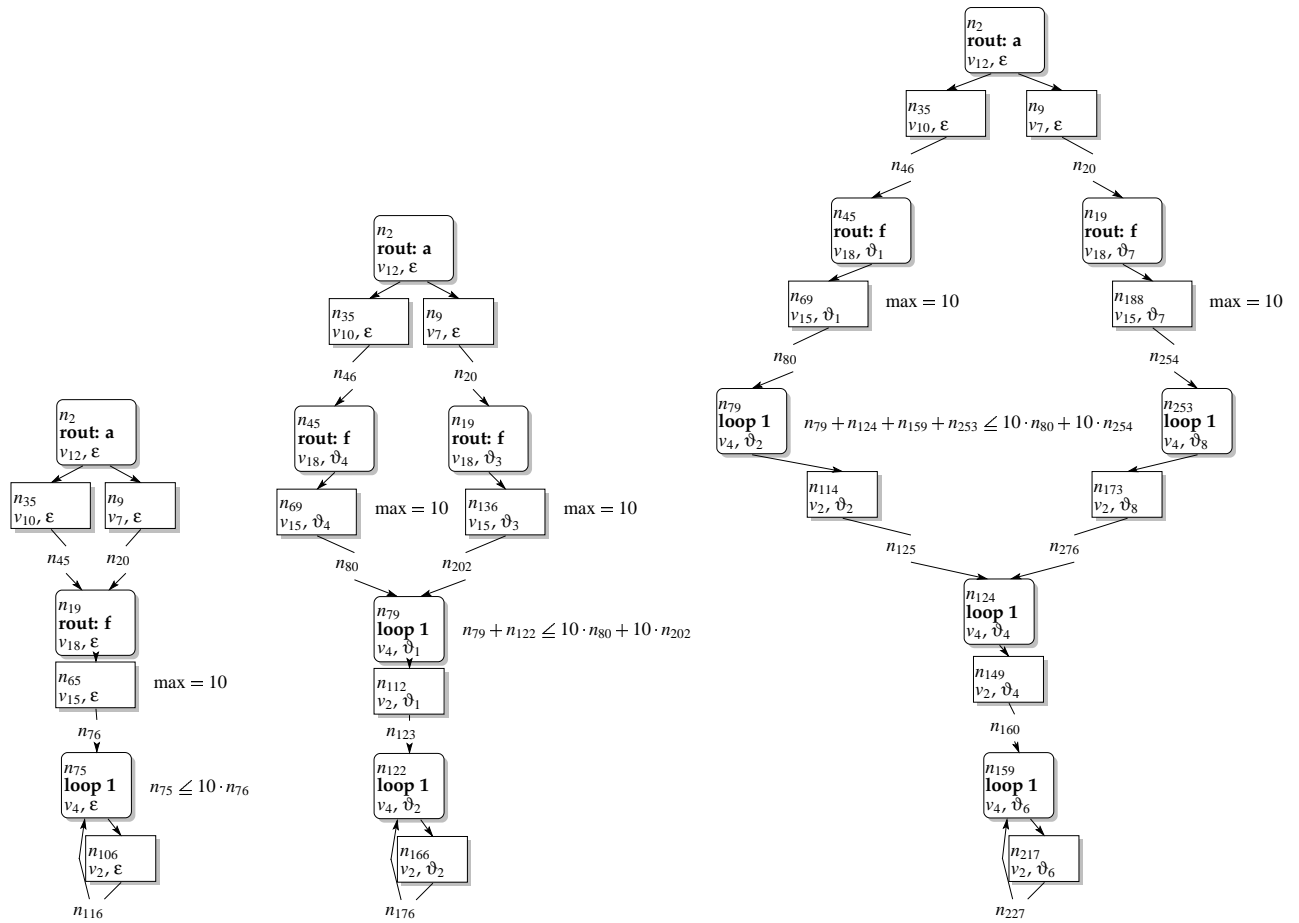 n₂
rout: a
v₁₂, ε
n₃₅
v₁₀, ε
n₉
v₇, ε
n₄₅
n₂₀
n₁₉
rout: f
v₁₈, ε
n₆₅
v₁₅, ε
max = 10
n₇₆
n₇₅
loop 1
v₄, ε
n₇₅ ≦ 10 · n₇₆
n₁₀₆
v₂, ε
n₁₁₆
n₂
rout: a
v₁₂, ε
n₃₅
v₁₀, ε
n₉
v₇, ε
n₄₆
n₂₀
n₄₅
rout: f
v₁₈, ϑ₄
n₁₉
rout: f
v₁₈, ϑ₃
n₆₉
v₁₅, ϑ₄
max = 10
n₁₃₆
v₁₅, ϑ₃
max = 10
n₈₀
n₂₀₂
n₇₉
loop 1
v₄, ϑ₁
n₇₉ + n₁₂₂ ≦ 10 · n₈₀ + 10 · n₂₀₂
n₁₁₂
v₂, ϑ₁
n₁₂₃
n₁₂₂
loop 1
v₄, ϑ₂
n₁₆₆
v₂, ϑ₂
n₁₇₆
n₂
rout: a
v₁₂, ε
n₃₅
v₁₀, ε
n₉
v₇, ε
n₄₆
n₂₀
n₄₅
rout: f
v₁₈, ϑ₁
n₁₉
rout: f
v₁₈, ϑ₇
n₆₉
v₁₅, ϑ₁
max = 10
n₁₈₈
v₁₅, ϑ₇
max = 10
n₈₀
n₂₅₄
n₇₉
loop 1
v₄, ϑ₂
n₇₉ + n₁₂₄ + n₁₅₉ + n₂₅₃ ≦ 10 · n₈₀ + 10 · n₂₅₄
n₂₅₃
loop 1
v₄, ϑ₈
n₁₁₄
v₂, ϑ₂
n₁₇₃
v₂, ϑ₈
n₁₂₅
n₂₇₆
n₁₂₄
loop 1
v₄, ϑ₄
n₁₄₉
v₂, ϑ₄
n₁₆₀
n₁₅₉
loop 1
v₄, ϑ₆
n₂₁₇
v₂, ϑ₆
n₂₂₇